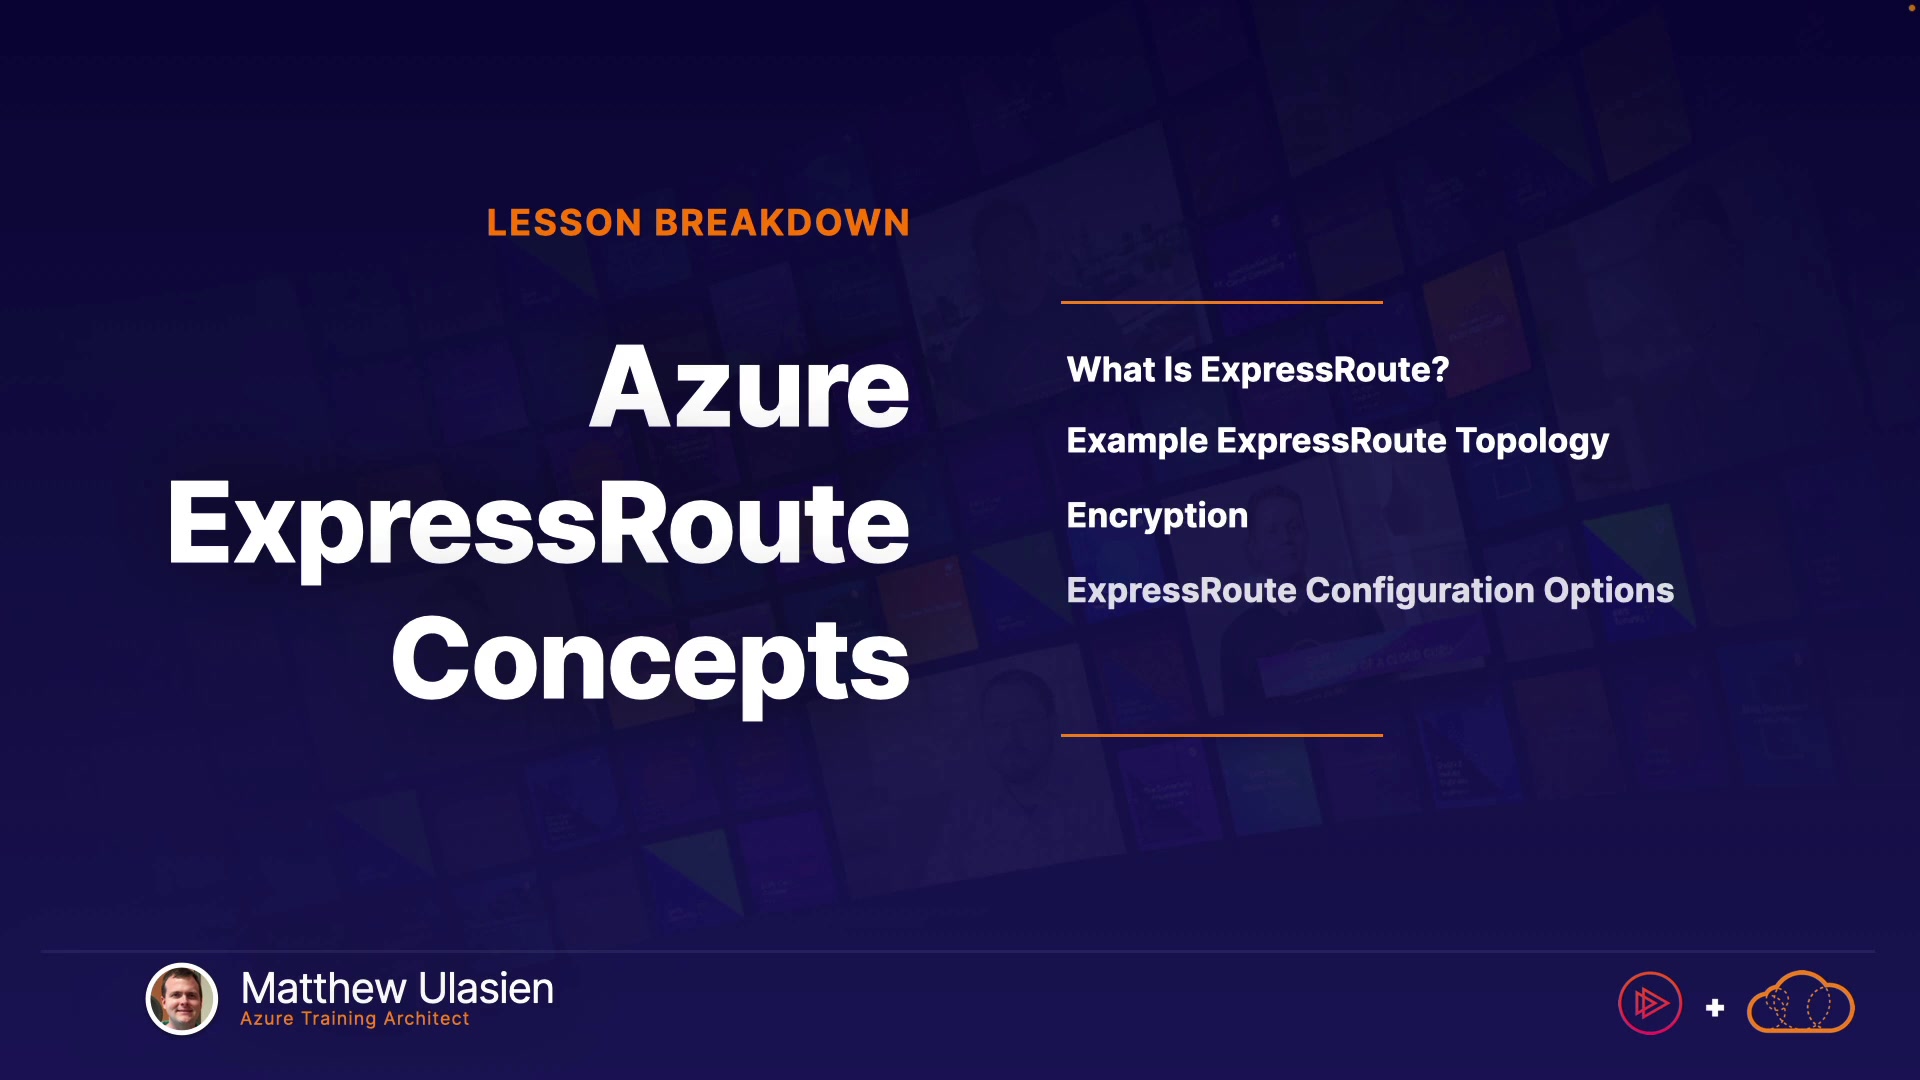 LESSON BREAKDOWN
Azure
ExpressRoute
Concepts
What Is ExpressRoute?
Example ExpressRoute Topology
Encryption
ExpressRoute Configuration Options
Matthew Ulasien
Azure Training Architect